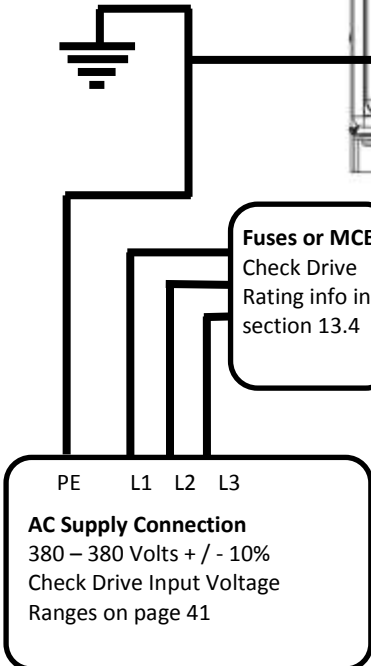 Fuses or MCB
Check Drive
Rating info in
section 13.4
PE L1 L2 L3
AC Supply Connection
380 – 380 Volts + / - 10%
Check Drive Input Voltage
Ranges on page 41